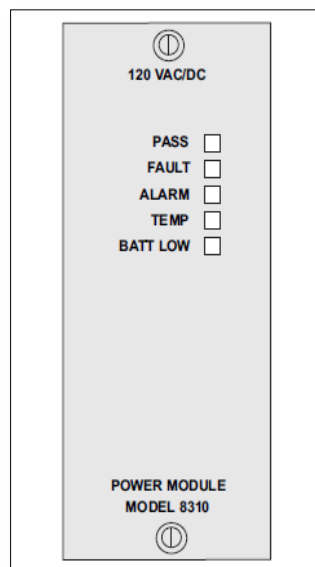 120 VAC/DC
PASS
FAULT
ALARM
TEMP
BATT LOW
POWER MODULE
MODEL 8310